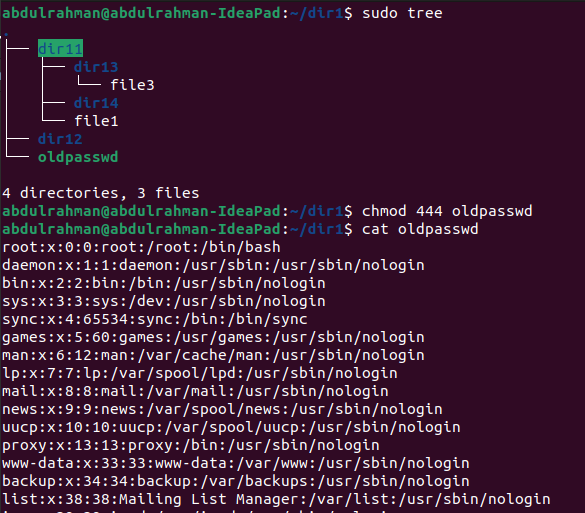 abdulrahman@abdulrahman-IdeaPad:~/dir1$ sudo tree
.
├── dir11
│   ├── dir13
│   │   └── file3
│   ├── dir14
│   └── file1
├── dir12
└── oldpasswd
4 directories, 3 files
abdulrahman@abdulrahman-IdeaPad:~/dir1$ chmod 444 oldpasswd
abdulrahman@abdulrahman-IdeaPad:~/dir1$ cat oldpasswd
root:x:0:0:root:/root:/bin/bash
daemon:x:1:1:daemon:/usr/sbin:/usr/sbin/nologin
bin:x:2:2:bin:/bin:/usr/sbin/nologin
sys:x:3:3:sys:/dev:/usr/sbin/nologin
sync:x:4:65534:sync:/bin:/bin/sync
games:x:5:60:games:/usr/games:/usr/sbin/nologin
man:x:6:12:man:/var/cache/man:/usr/sbin/nologin
lp:x:7:7:lp:/var/spool/lpd:/usr/sbin/nologin
mail:x:8:8:mail:/var/mail:/usr/sbin/nologin
news:x:9:9:news:/var/spool/news:/usr/sbin/nologin
uucp:x:10:10:uucp:/var/spool/uucp:/usr/sbin/nologin
proxy:x:13:13:proxy:/bin:/usr/sbin/nologin
www-data:x:33:33:www-data:/var/www:/usr/sbin/nologin
backup:x:34:34:backup:/var/backups:/usr/sbin/nologin
list:x:38:38:Mailing List Manager:/var/list:/usr/sbin/nologin